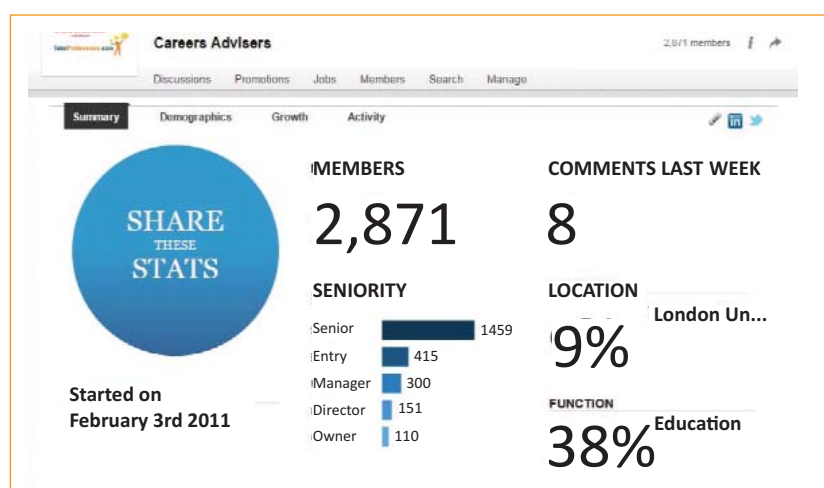 Careers Advisers
2,871 members
Discussions Promotions Jobs Members Search Manage
Summary Demographics Growth Activity
in
SHARE
THESE
STATS
Started on
February 3rd 2011
MEMBERS
2,871
COMMENTS LAST WEEK
8
SENIORITY
Senior 1459
Entry 415
Manager 300
Director 151
Owner 110
LOCATION
9% London Un...
FUNCTION
38% Education